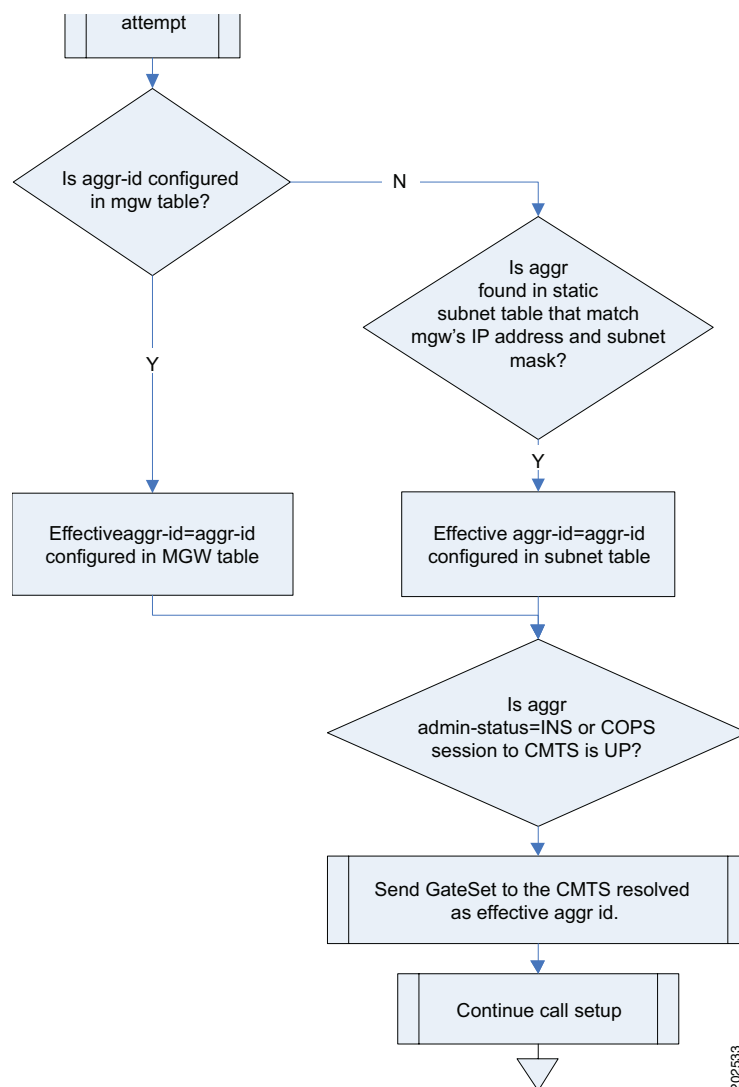 attempt
Is aggr-id configured
in mgw table?
N
Is aggr
found in static
subnet table that match
mgw's IP address and subnet
mask?
Y
Y
Effectiveaggr-id=aggr-id
configured in MGW table
Effective aggr-id=aggr-id
configured in subnet table
Is aggr
admin-status=INS or COPS
session to CMTS is UP?
Send GateSet to the CMTS resolved
as effective aggr id.
Continue call setup
202533